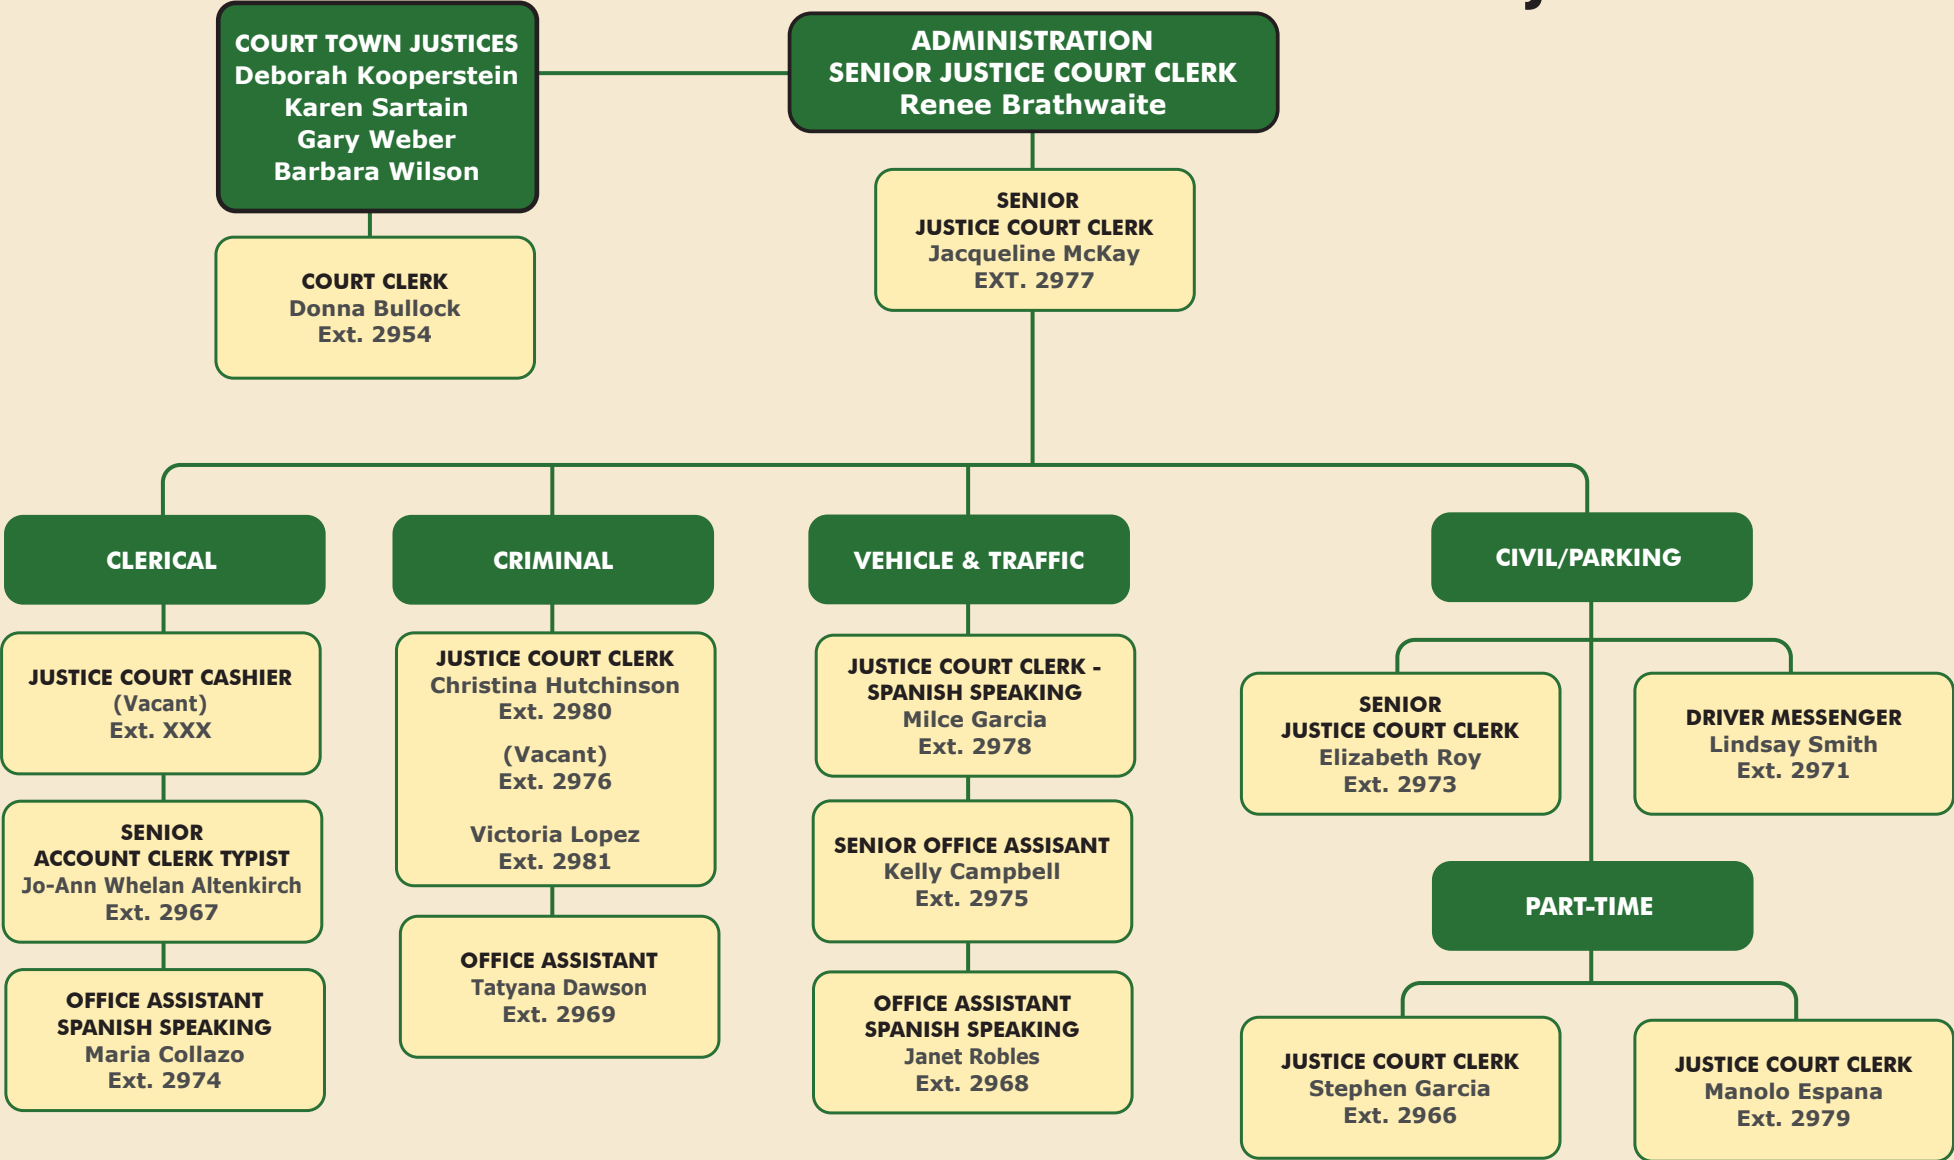 COURT TOWN JUSTICES
Deborah Kooperstein
Karen Sartain
Gary Weber
Barbara Wilson
ADMINISTRATION
SENIOR JUSTICE COURT CLERK
Renee Brathwaite
SENIOR
JUSTICE COURT CLERK
Jacqueline McKay
EXT. 2977
COURT CLERK
Donna Bullock
Ext. 2954
CLERICAL
JUSTICE COURT CASHIER
(Vacant)
Ext. XXX
SENIOR
ACCOUNT CLERK TYPIST
Jo-Ann Whelan Altenkirch
Ext. 2967
OFFICE ASSISTANT
SPANISH SPEAKING
Maria Collazo
Ext. 2974
CRIMINAL
JUSTICE COURT CLERK
Christina Hutchinson
Ext. 2980
(Vacant)
Ext. 2976
Victoria Lopez
Ext. 2981
OFFICE ASSISTANT
Tatyana Dawson
Ext. 2969
VEHICLE & TRAFFIC
JUSTICE COURT CLERK -
SPANISH SPEAKING
Milce Garcia
Ext. 2978
SENIOR OFFICE ASSISANT
Kelly Campbell
Ext. 2975
OFFICE ASSISTANT
SPANISH SPEAKING
Janet Robles
Ext. 2968
CIVIL/PARKING
SENIOR
JUSTICE COURT CLERK
Elizabeth Roy
Ext. 2973
DRIVER MESSENGER
Lindsay Smith
Ext. 2971
PART-TIME
JUSTICE COURT CLERK
Stephen Garcia
Ext. 2966
JUSTICE COURT CLERK
Manolo Espana
Ext. 2979